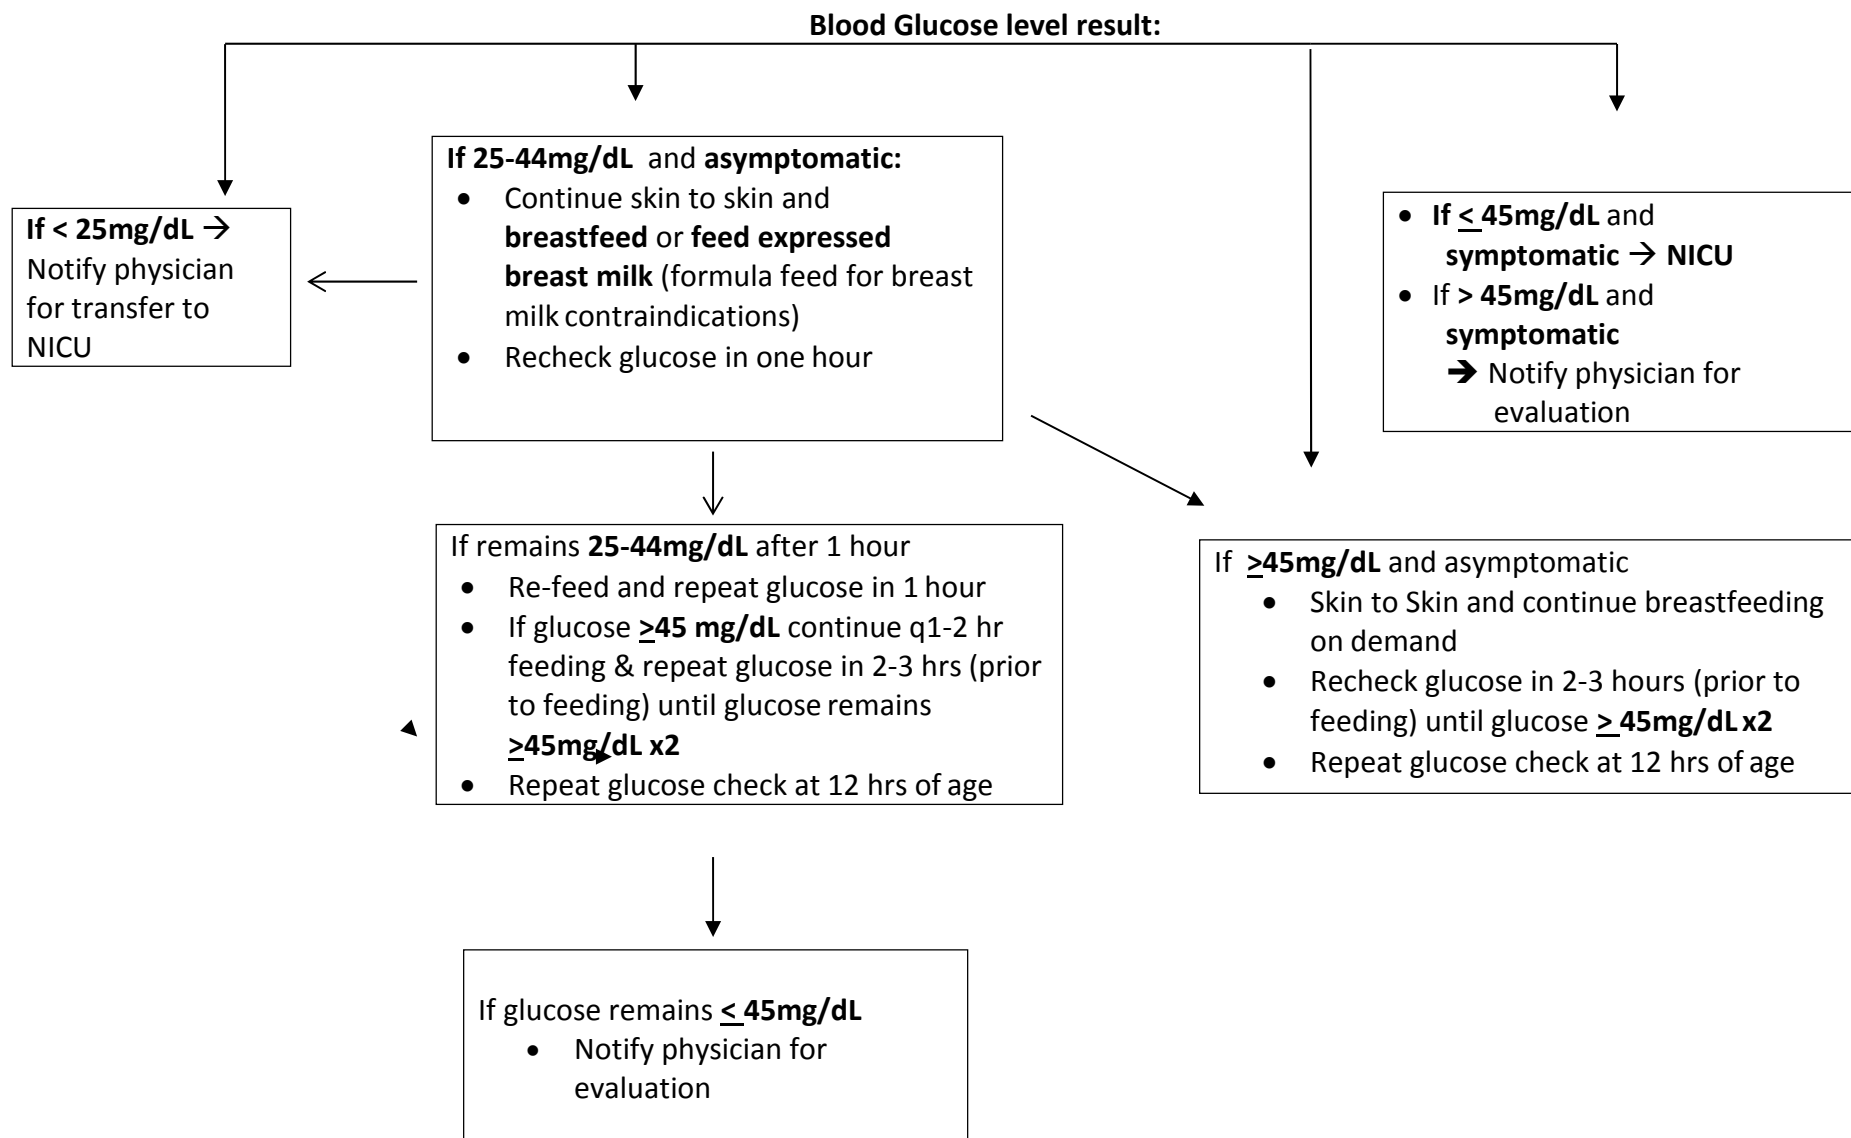 Blood Glucose level result:
If < 25mg/dL →
Notify physician
for transfer to
NICU
If 25-44mg/dL and asymptomatic:
• Continue skin to skin and
breastfeed or feed expressed
breast milk (formula feed for breast
milk contraindications)
• Recheck glucose in one hour
• If ≤ 45mg/dL and
symptomatic → NICU
• If > 45mg/dL and
symptomatic
→ Notify physician for
evaluation
If remains 25-44mg/dL after 1 hour
• Re-feed and repeat glucose in 1 hour
• If glucose ≥45 mg/dL continue q1-2 hr
feeding & repeat glucose in 2-3 hrs (prior
to feeding) until glucose remains
≥45mg/dL x2
• Repeat glucose check at 12 hrs of age
If ≥45mg/dL and asymptomatic
• Skin to Skin and continue breastfeeding
on demand
• Recheck glucose in 2-3 hours (prior to
feeding) until glucose ≥ 45mg/dL x2
• Repeat glucose check at 12 hrs of age
If glucose remains ≤ 45mg/dL
• Notify physician for
evaluation